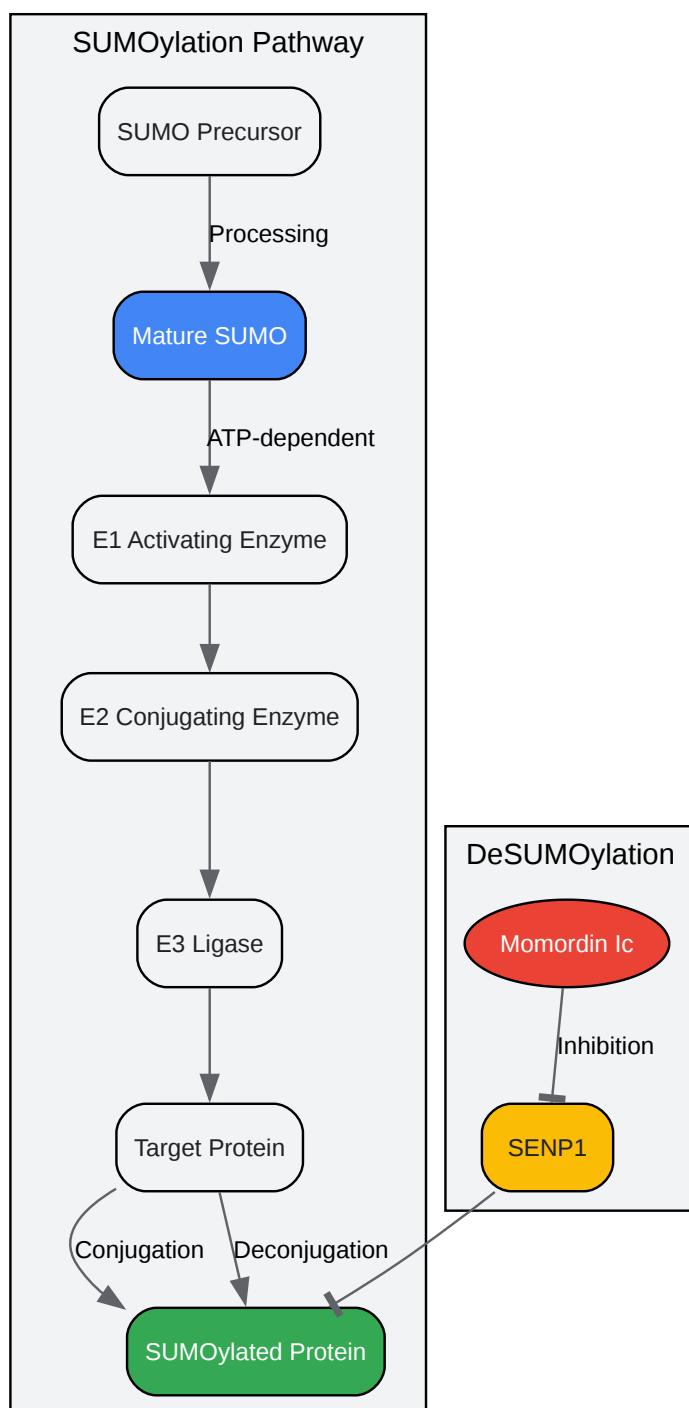 SUMOylation Pathway
SUMO Precursor
Processing
Mature SUMO
ATP-dependent
E1 Activating Enzyme
E2 Conjugating Enzyme
E3 Ligase
Target Protein
Conjugation
Deconjugation
SUMOylated Protein
DeSUMOylation
Momordin Ic
Inhibition
SENP1